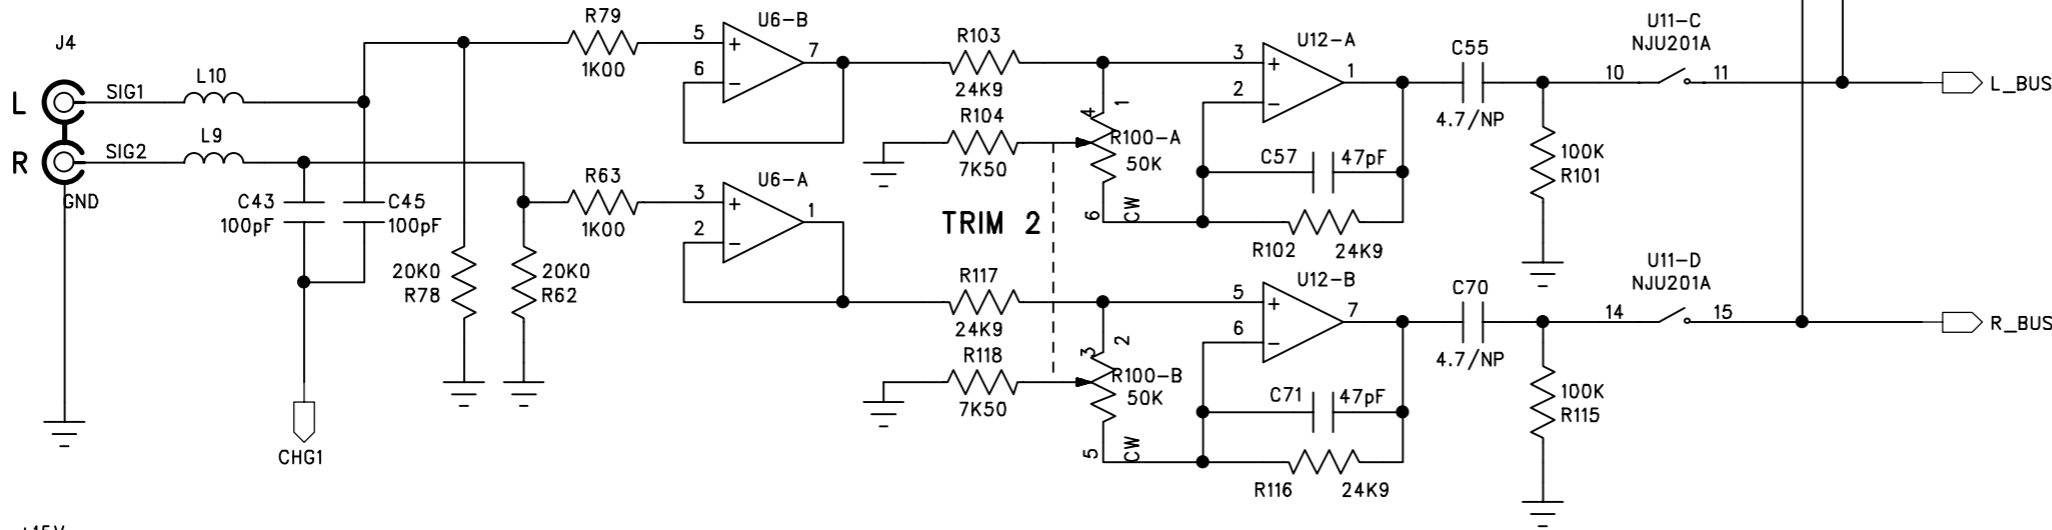 J4
L
R
SIG1
SIG2
GND
L10
L9
C43
100pF
C45
100pF
CHG1
20K0
R78
20K0
R62
R79
1K00
R63
1K00
U6-B
5
+
6
−
7
U6-A
3
+
2
−
1
R103
24K9
R104
7K50
TRIM 2
4
1
R100-A
50K
6
CW
R117
24K9
R118
7K50
3
2
R100-B
50K
5
CW
U12-A
3
+
2
−
1
C57
47pF
R102
24K9
U12-B
5
+
6
−
7
C71
47pF
R116
24K9
C55
4.7/NP
100K
R101
U11-C
NJU201A
10
11
L_BUS
C70
4.7/NP
100K
R115
U11-D
NJU201A
14
15
R_BUS